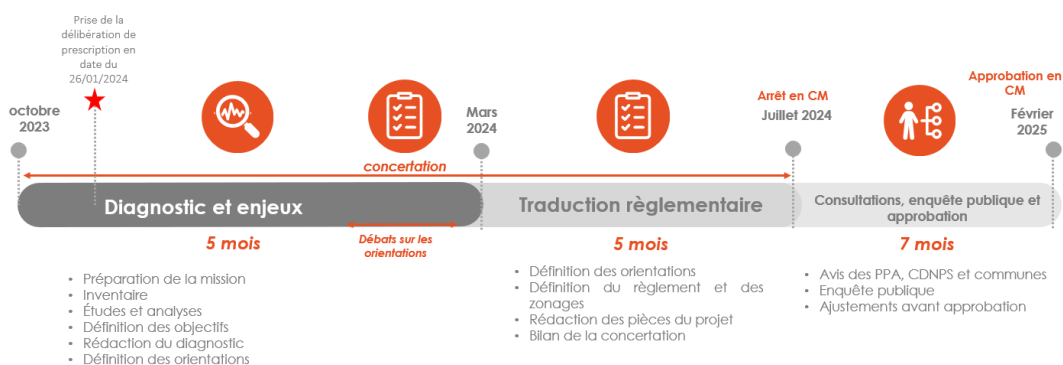 Prise de la
délibération de
prescription en
date du
26/01/2024
octobre
2023
Mars
2024
Arrêt en CM
Juillet 2024
Approbation en
CM
Février
2025
concertation
Diagnostic et enjeux
Traduction règlementaire
Consultations, enquête publique et
approbation
5 mois
Débats sur les
orientations
5 mois
7 mois
• Préparation de la mission
• Inventaire
• Études et analyses
• Définition des objectifs
• Rédaction du diagnostic
• Définition des orientations
• Définition des orientations
• Définition du règlement et des
zonages
• Rédaction des pièces du projet
• Bilan de la concertation
• Avis des PPA, CDNPS et communes
• Enquête publique
• Ajustements avant approbation